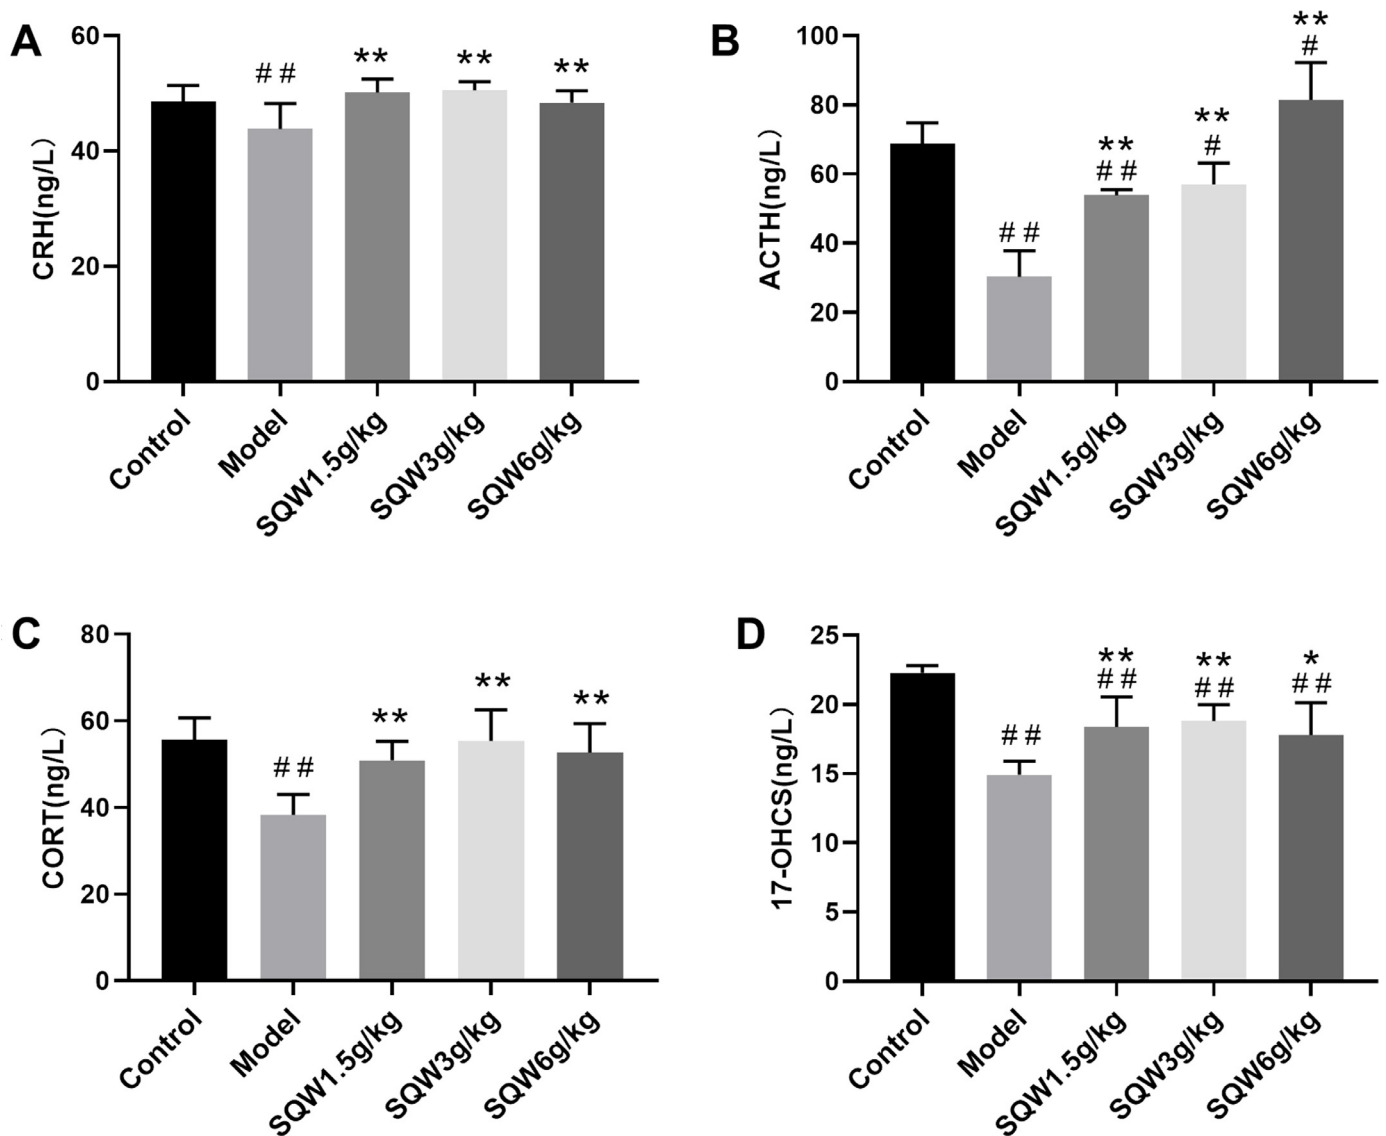 A
CRH(ng/L)
60
40
20
0
##
**
**
**
Control
Model
SQW1.5g/kg
SQW3g/kg
SQW6g/kg
B
ACTH(ng/L)
100
80
60
40
20
0
##
**
##
**
#
**
#
Control
Model
SQW1.5g/kg
SQW3g/kg
SQW6g/kg
C
CORT(ng/L)
80
60
40
20
0
##
**
**
**
Control
Model
SQW1.5g/kg
SQW3g/kg
SQW6g/kg
D
17-OHCS(ng/L)
25
20
15
10
5
0
##
**
##
**
##
*
##
Control
Model
SQW1.5g/kg
SQW3g/kg
SQW6g/kg